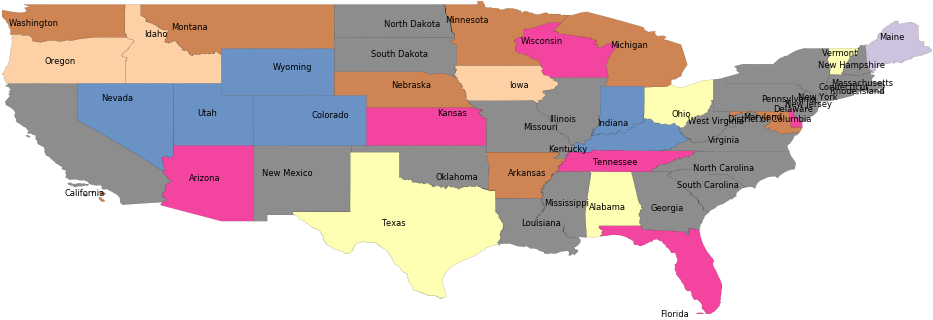 Washington
Montana
Idaho
Oregon
North Dakota
Minnesota
South Dakota
Wisconsin
Michigan
Maine
Vermont
New Hampshire
Massachusetts
Connecticut
Rhode Island
New York
Pennsylvania
New Jersey
Delaware
Maryland
District of Columbia
Wyoming
Nebraska
Iowa
Nevada
Utah
Colorado
Kansas
Missouri
Illinois
Indiana
Ohio
West Virginia
Virginia
Kentucky
Tennessee
North Carolina
South Carolina
California
Arizona
New Mexico
Oklahoma
Arkansas
Texas
Louisiana
Mississippi
Alabama
Georgia
Florida